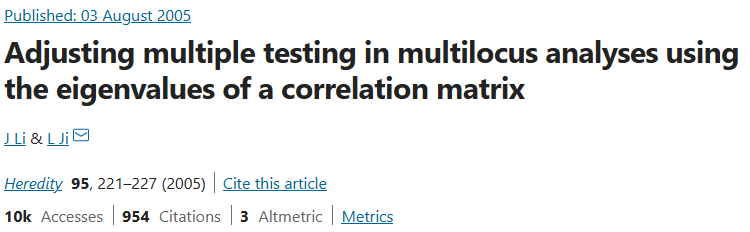 Published: 03 August 2005
Adjusting multiple testing in multilocus analyses using
the eigenvalues of a correlation matrix
J Li & L Ji
Heredity 95, 221–227 (2005) | Cite this article
10k Accesses | 954 Citations | 3 Altmetric | Metrics